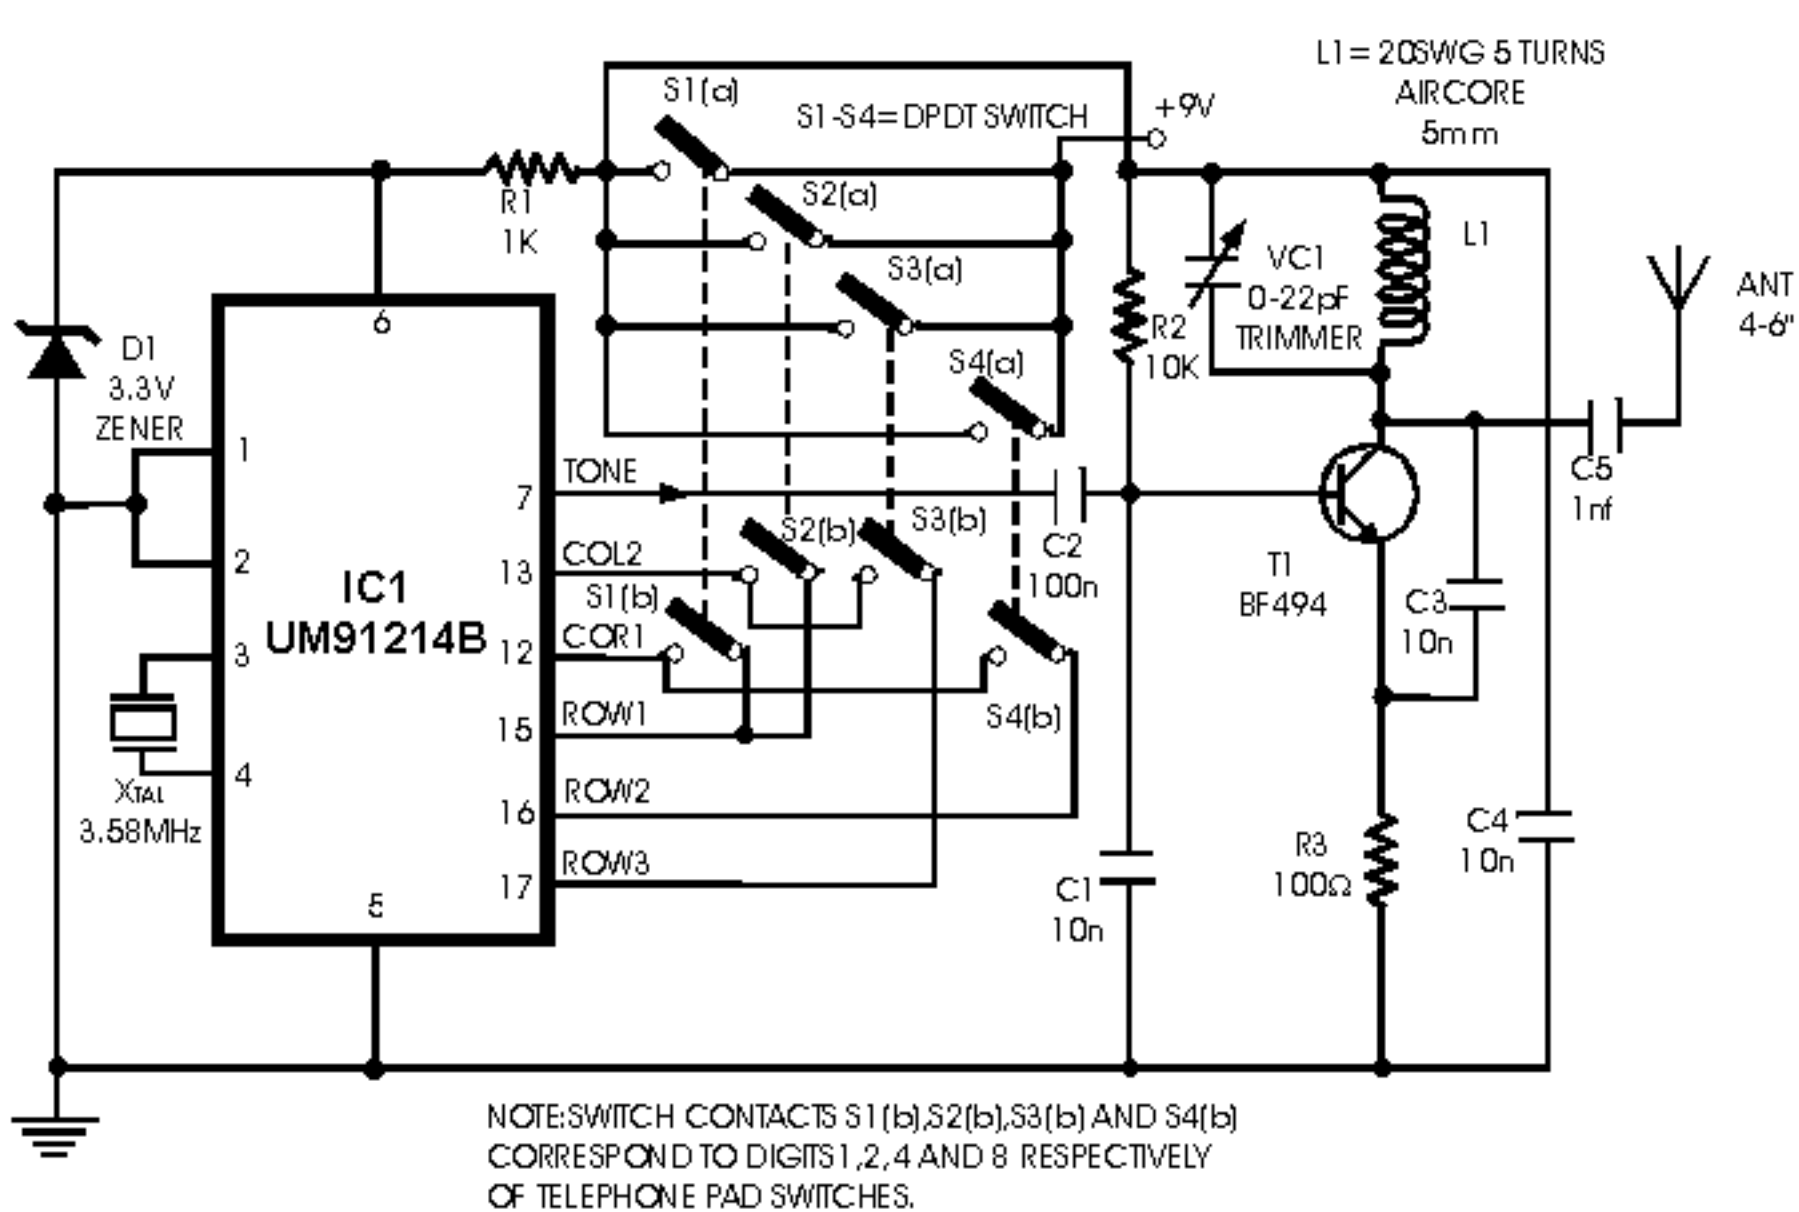 L1= 20SWG 5 TURNS
AIRCORE
5mm
S1(a)
S1-S4= DPDT SWITCH
+9V
S2(a)
R1
1K
S3(a)
L1
VC1
0-22pF
TRIMMER
ANT
4-6"
R2
10K
6
D1
3.3V
ZENER
S4(a)
1
TONE
7
C5
1nf
S2(b)
S3(b)
C2
100n
2
COL2
13
T1
BF494
IC1
UM91214B
S1(b)
COR1
12
C3
10n
3
ROW1
15
S4(b)
4
XTAL
3.58MHz
ROW2
16
C4
10n
R3
100Ω
ROW3
17
C1
10n
5
NOTE:SWITCH CONTACTS S1(b),S2(b),S3(b) AND S4(b)
CORRESPOND TO DIGITS1,2,4 AND 8 RESPECTIVELY
OF TELEPHONE PAD SWITCHES.